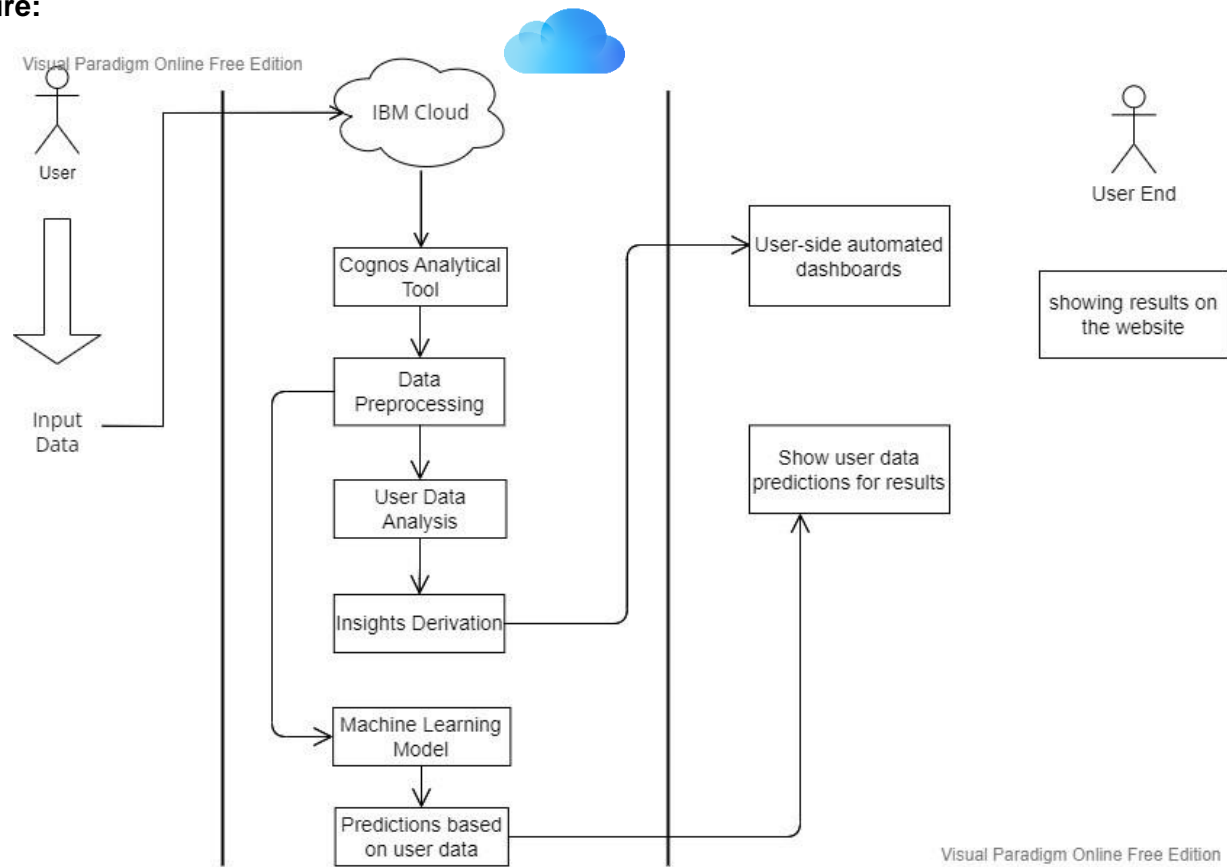 ure:
Visual Paradigm Online Free Edition
User
Input
Data
IBM Cloud
Cognos Analytical
Tool
Data
Preprocessing
User Data
Analysis
Insights Derivation
Machine Learning
Model
Predictions based
on user data
User-side automated
dashboards
Show user data
predictions for results
User End
showing results on
the website
Visual Paradigm Online Free Edition